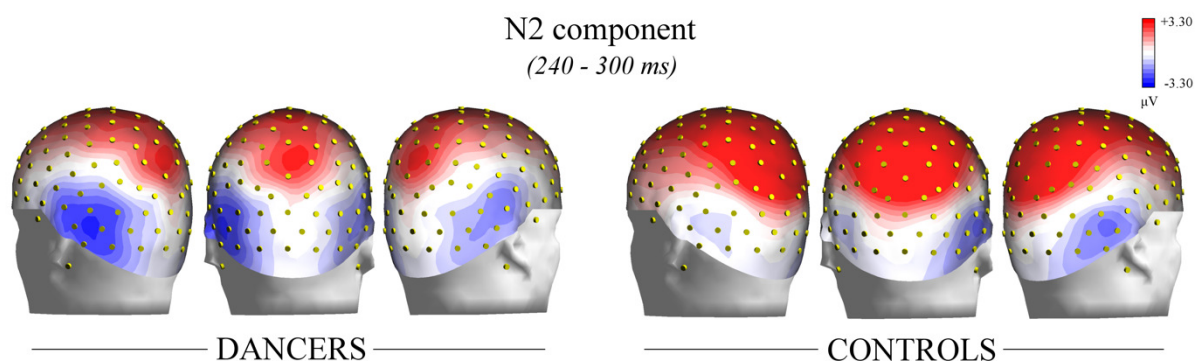 N2 component
(240 - 300 ms)
+3.30
-3.30
μV
DANCERS
CONTROLS